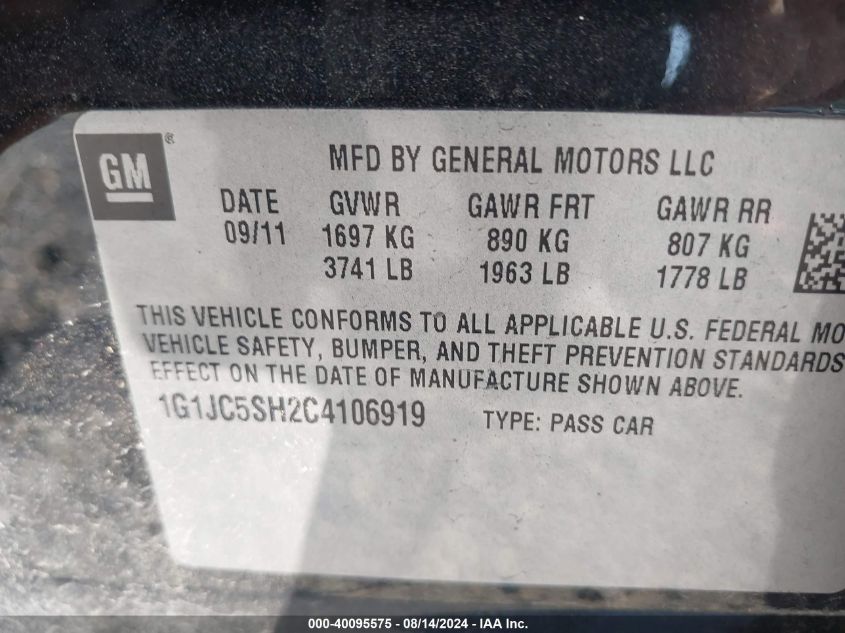 GM®
MFD BY GENERAL MOTORS LLC
DATE GVWR GAWR FRT GAWR RR
09/11 1697 KG 890 KG 807 KG
3741 LB 1963 LB 1778 LB
THIS VEHICLE CONFORMS TO ALL APPLICABLE U.S. FEDERAL MO
VEHICLE SAFETY, BUMPER, AND THEFT PREVENTION STANDARDS
EFFECT ON THE DATE OF MANUFACTURE SHOWN ABOVE.
1G1JC5SH2C4106919 TYPE: PASS CAR
000-40095575 - 08/14/2024 - IAA Inc.